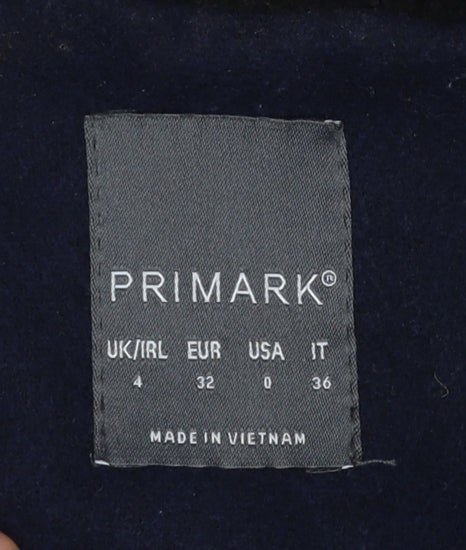 PRIMARK®
UK/IRL EUR USA IT
4 32 0 36
MADE IN VIETNAM